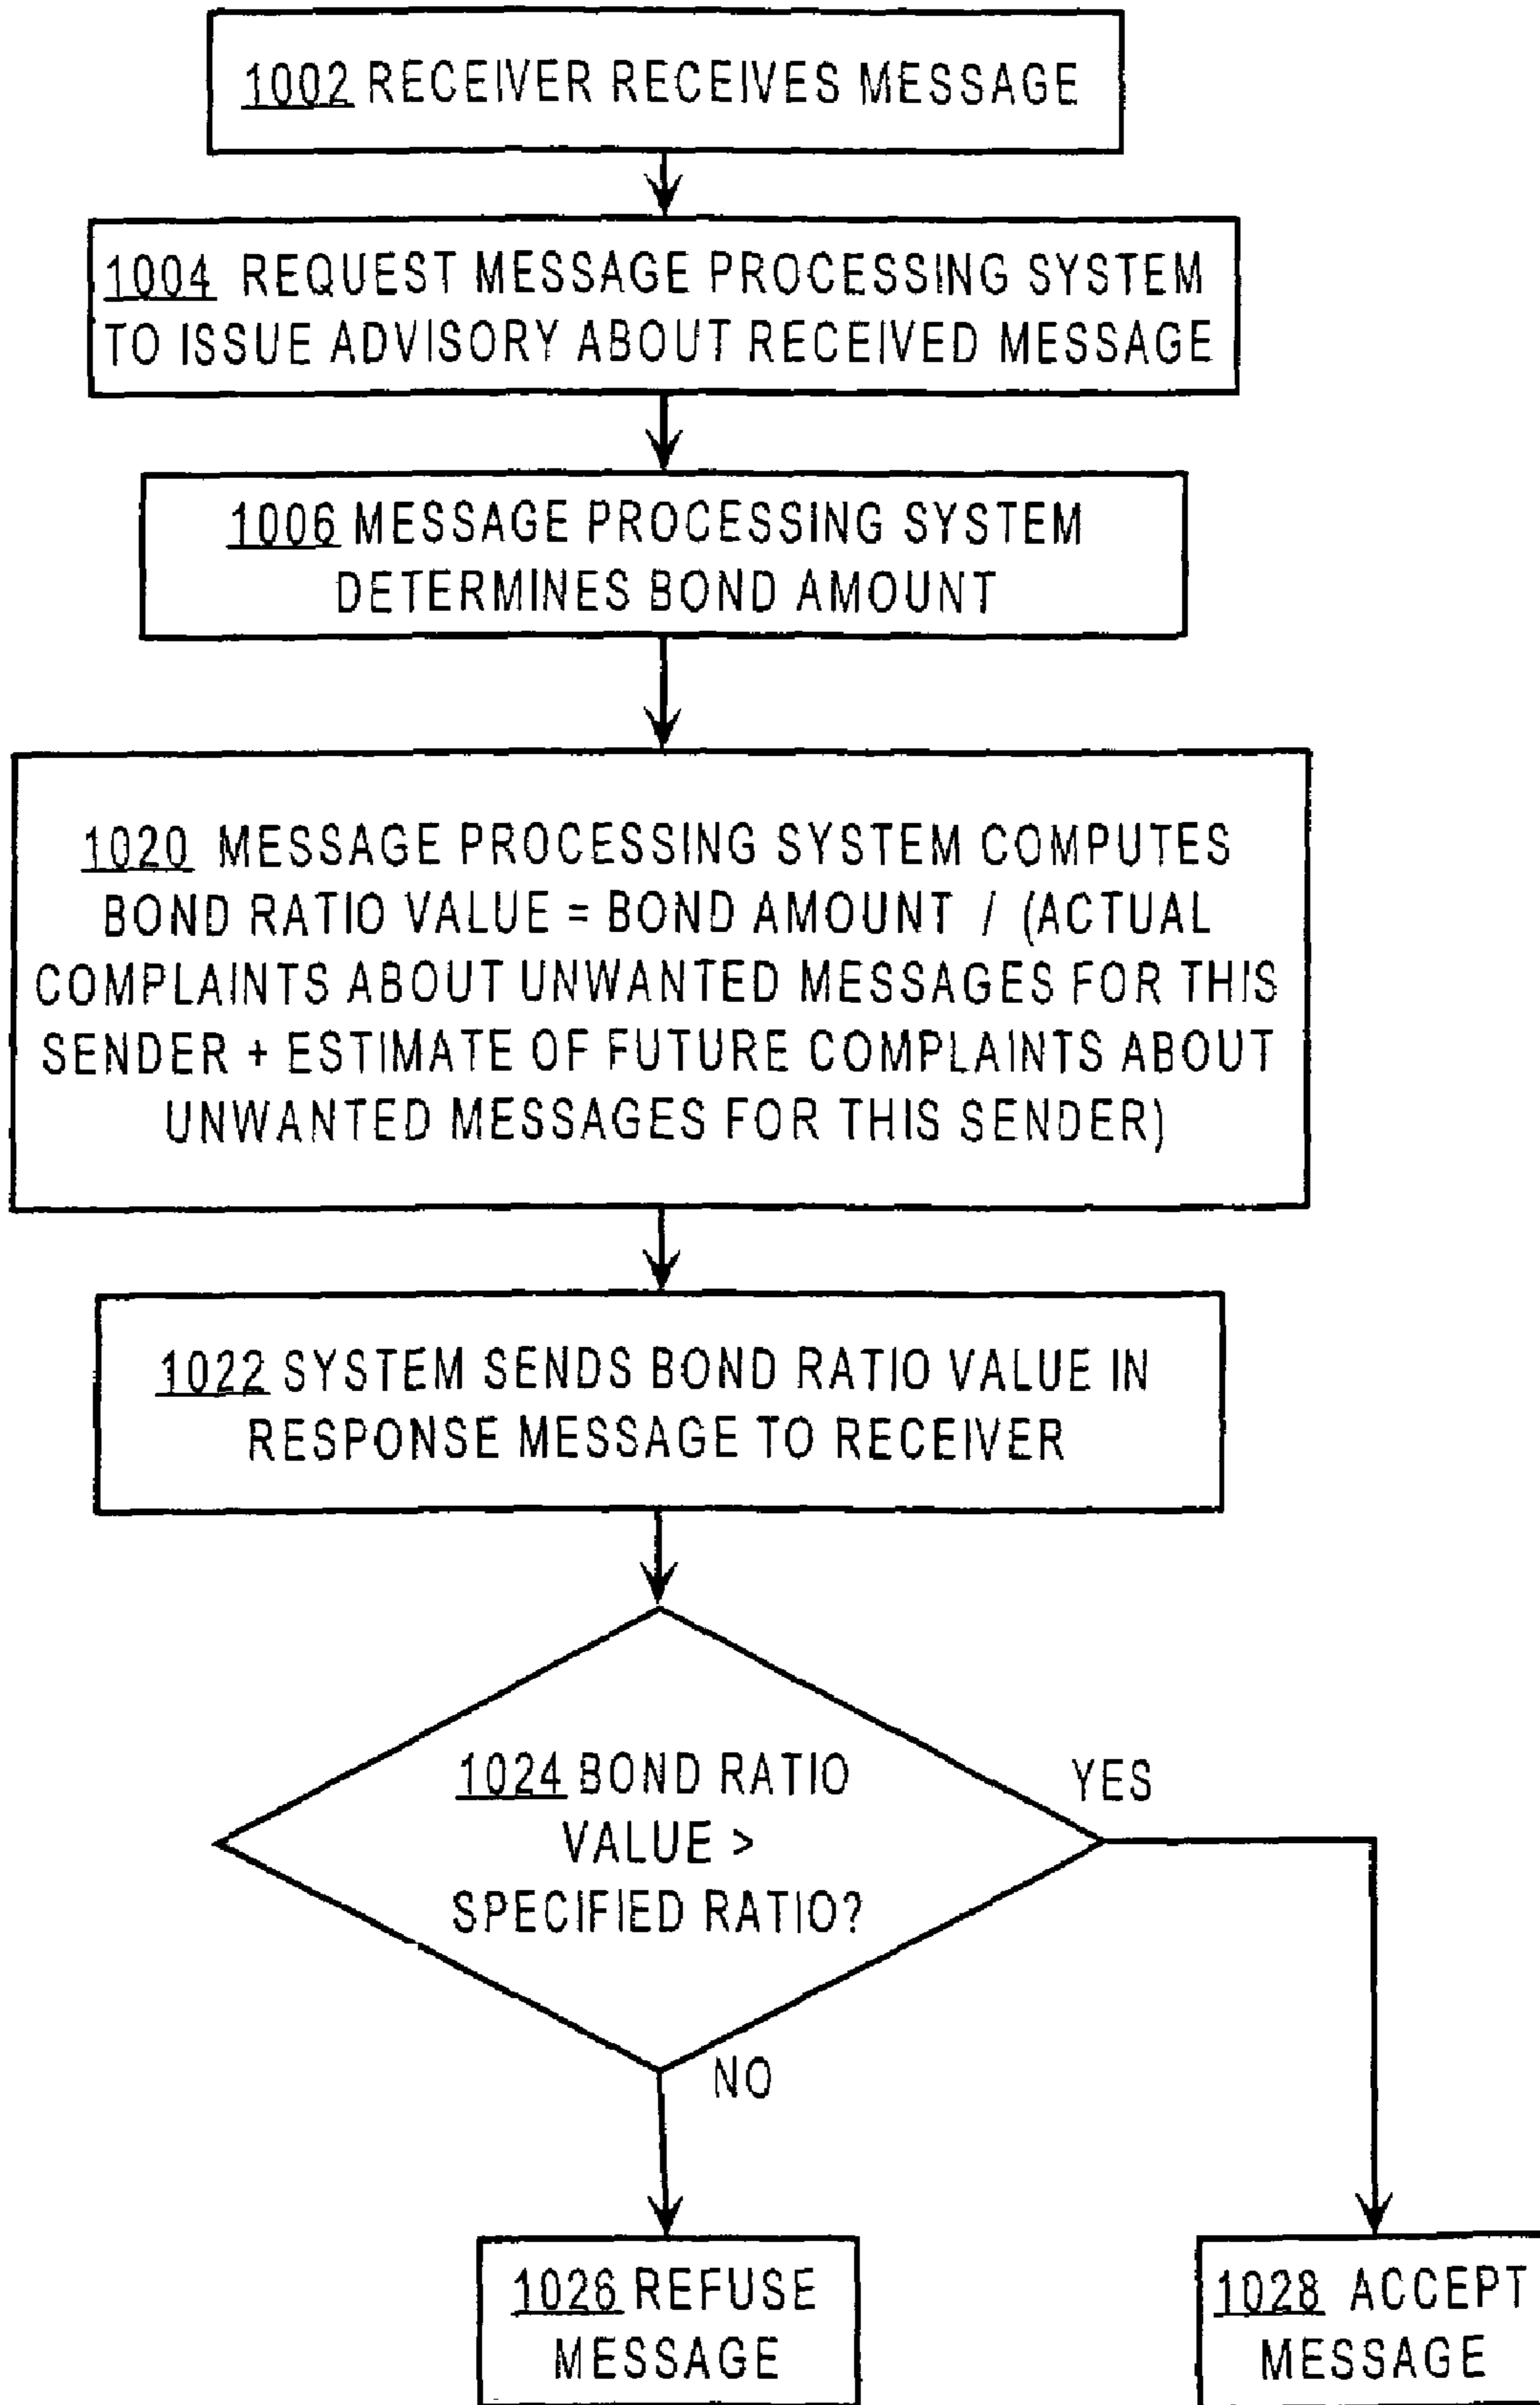 1002 RECEIVER RECEIVES MESSAGE
1004 REQUEST MESSAGE PROCESSING SYSTEM
TO ISSUE ADVISORY ABOUT RECEIVED MESSAGE
1006 MESSAGE PROCESSING SYSTEM
DETERMINES BOND AMOUNT
1020 MESSAGE PROCESSING SYSTEM COMPUTES
BOND RATIO VALUE = BOND AMOUNT / (ACTUAL
COMPLAINTS ABOUT UNWANTED MESSAGES FOR THIS
SENDER + ESTIMATE OF FUTURE COMPLAINTS ABOUT
UNWANTED MESSAGES FOR THIS SENDER)
1022 SYSTEM SENDS BOND RATIO VALUE IN
RESPONSE MESSAGE TO RECEIVER
1024 BOND RATIO
VALUE >
SPECIFIED RATIO?
YES
NO
1026 REFUSE
MESSAGE
1028 ACCEPT
MESSAGE